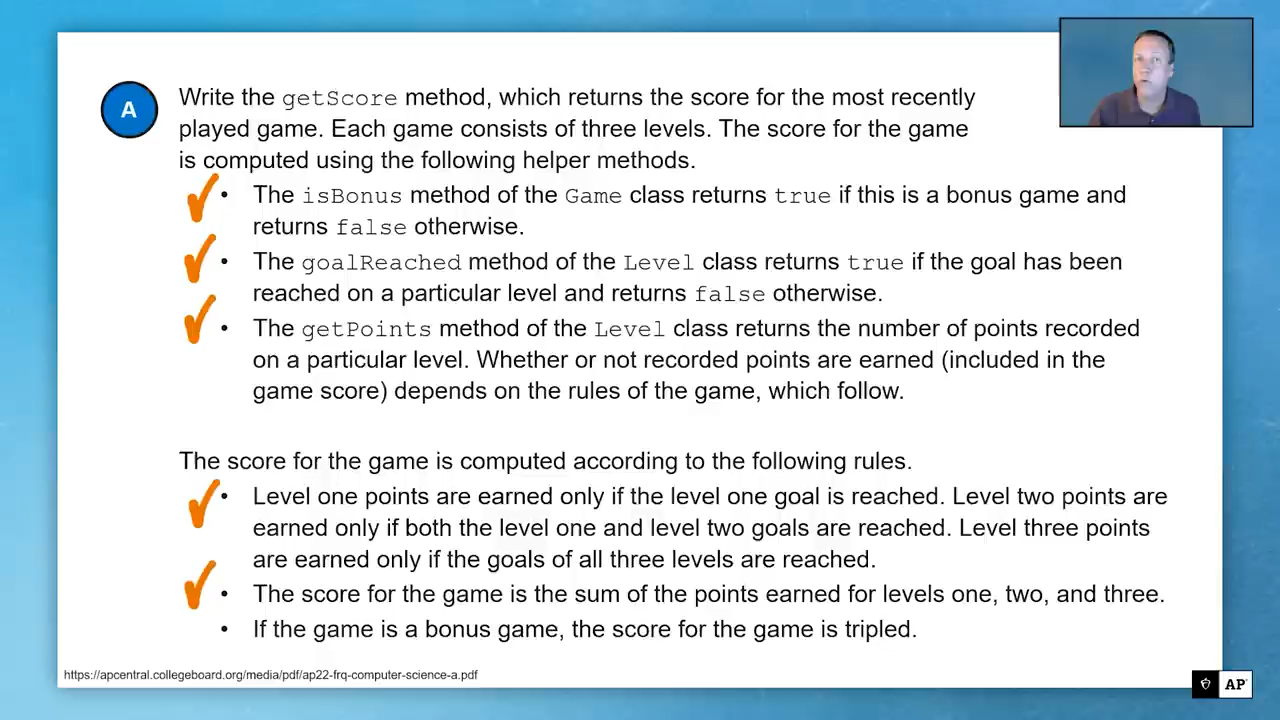 A
Write the getScore method, which returns the score for the most recently
played game. Each game consists of three levels. The score for the game
is computed using the following helper methods.
• The isBonus method of the Game class returns true if this is a bonus game and
returns false otherwise.
• The goalReached method of the Level class returns true if the goal has been
reached on a particular level and returns false otherwise.
• The getPoints method of the Level class returns the number of points recorded
on a particular level. Whether or not recorded points are earned (included in the
game score) depends on the rules of the game, which follow.
The score for the game is computed according to the following rules.
• Level one points are earned only if the level one goal is reached. Level two points are
earned only if both the level one and level two goals are reached. Level three points
are earned only if the goals of all three levels are reached.
• The score for the game is the sum of the points earned for levels one, two, and three.
• If the game is a bonus game, the score for the game is tripled.
https://apcentral.collegeboard.org/media/pdf/ap22-frq-computer-science-a.pdf
AP